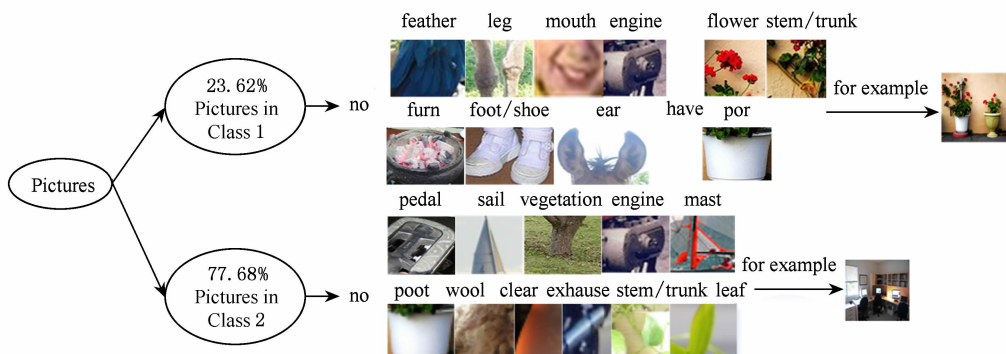 feather leg mouth engine flower stem/trunk
23.62%
Pictures in
Class 1
no
for example
furn foot/shoe ear have por
Pictures
pedal sail vegetation engine mast
77.68%
Pictures in
Class 2
no
for example
poot wool clear exhause stem/trunk leaf